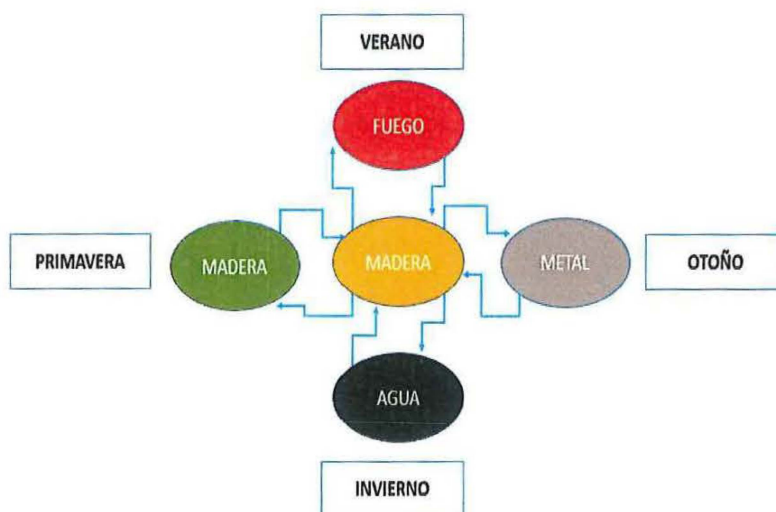 VERANO
FUEGO
PRIMAVERA
MADERA
MADERA
METAL
OTOÑO
AGUA
INVIERNO